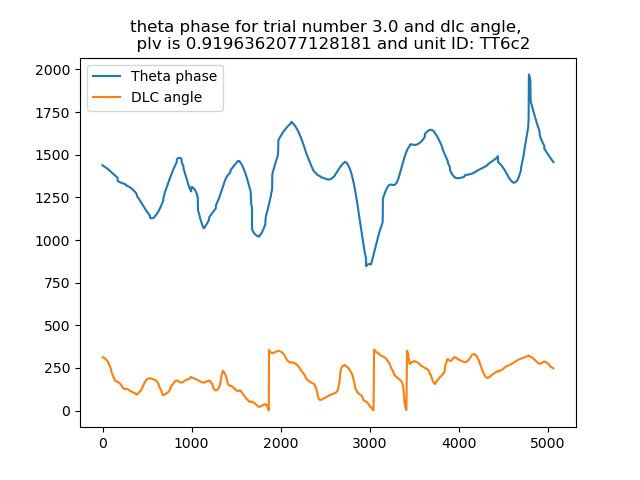 theta phase for trial number 3.0 and dlc angle,
plv is 0.9196362077128181 and unit ID: TT6c2
Theta phase
DLC angle
2000
1750
1500
1250
1000
750
500
250
0
0 1000 2000 3000 4000 5000